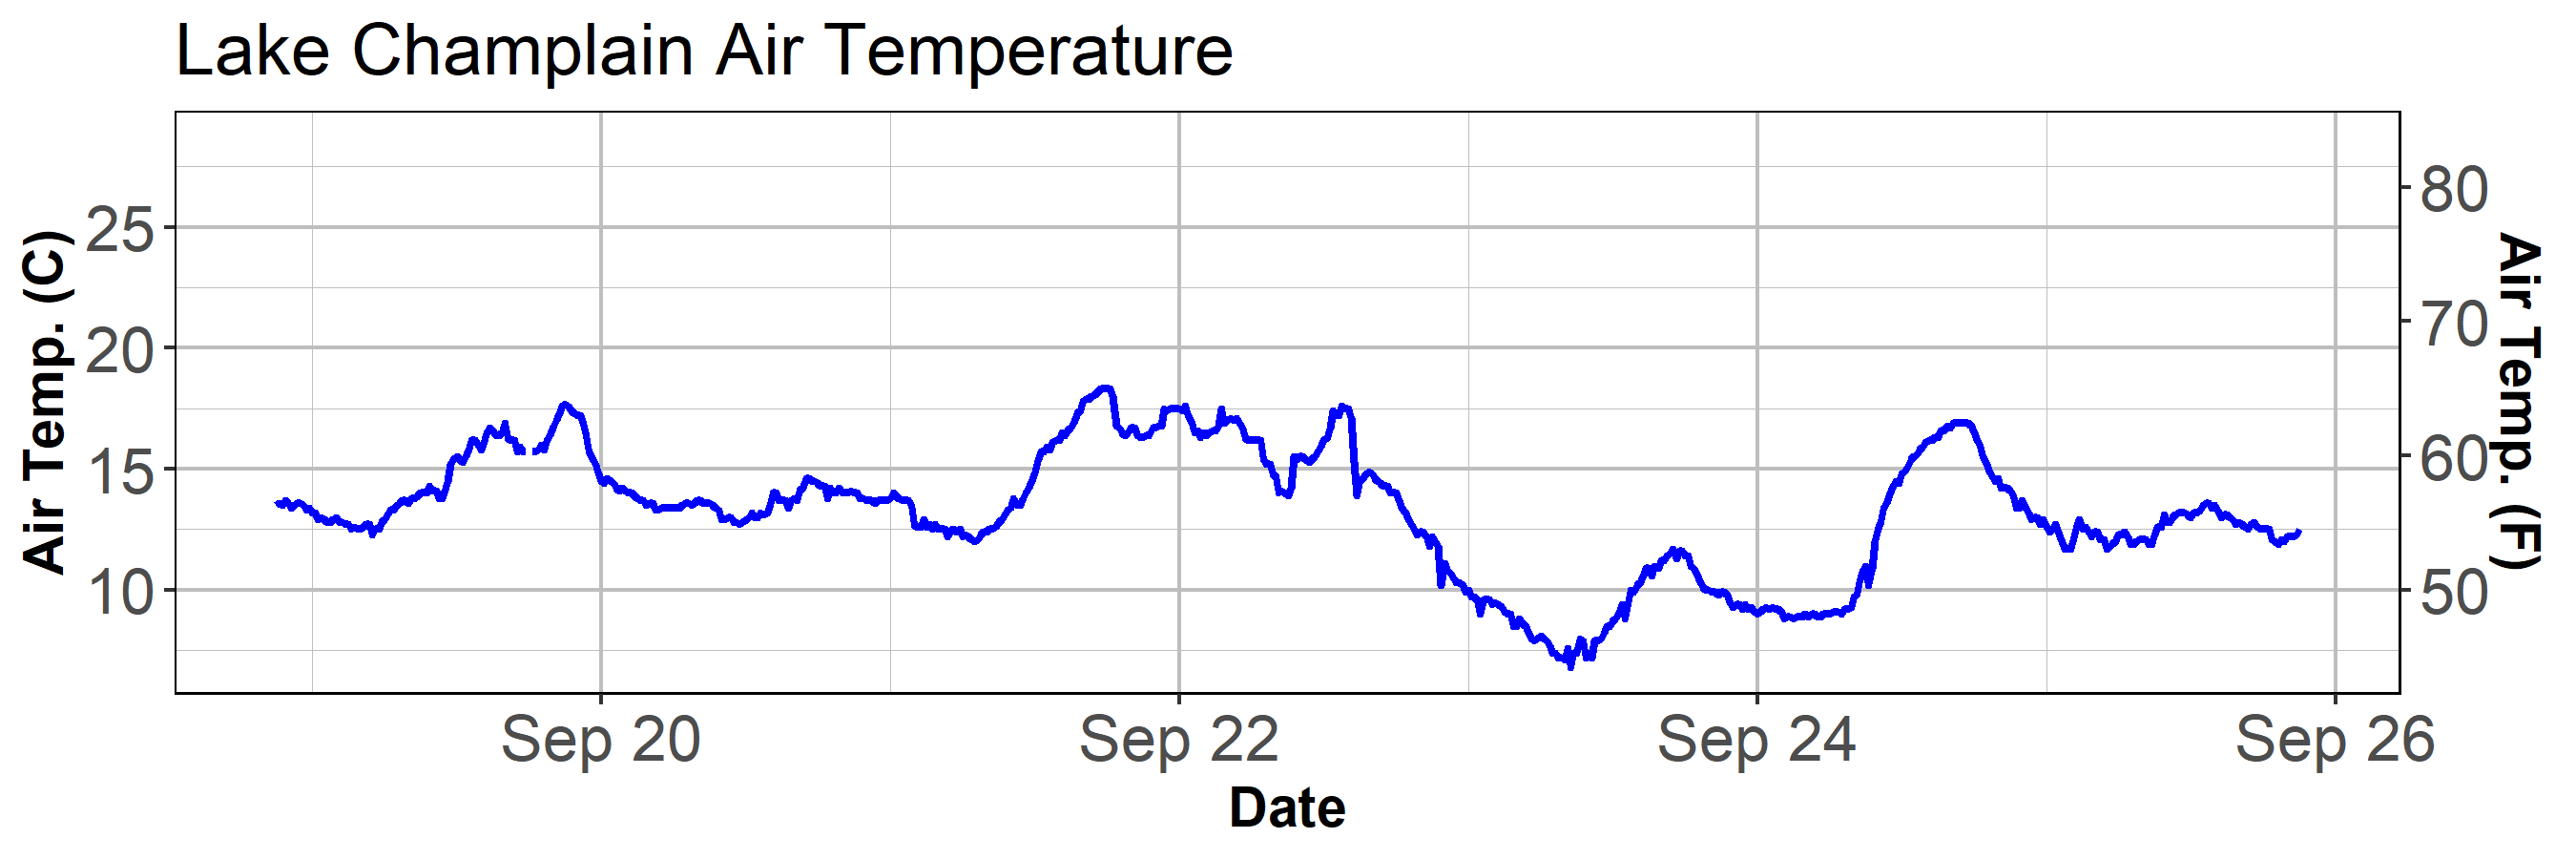 Lake Champlain Air Temperature
Air Temp. (C)
25
20
15
10
80
70
60
50
Air Temp. (F)
Sep 20
Sep 22
Sep 24
Sep 26
Date